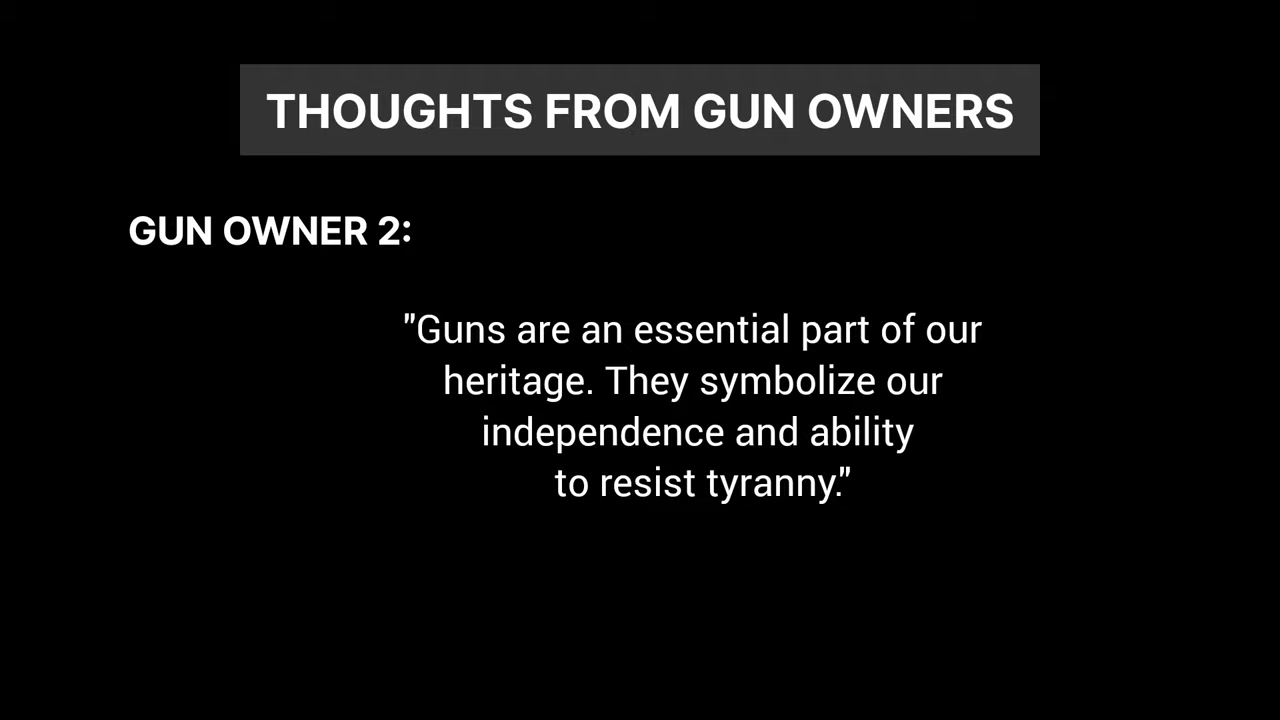 THOUGHTS FROM GUN OWNERS
GUN OWNER 2:
"Guns are an essential part of our
heritage. They symbolize our
independence and ability
to resist tyranny."